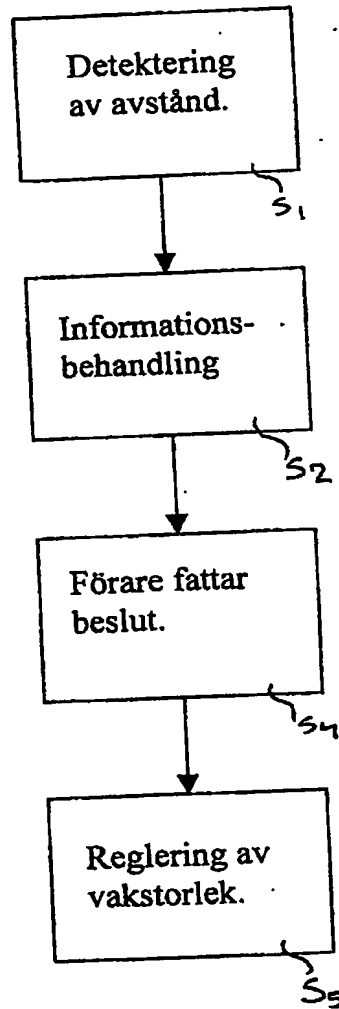 Detektering
av avstånd.
S1
Informations-
behandling
S2
Förare fattar
beslut.
S4
Reglering av
vakstorlek.
S5